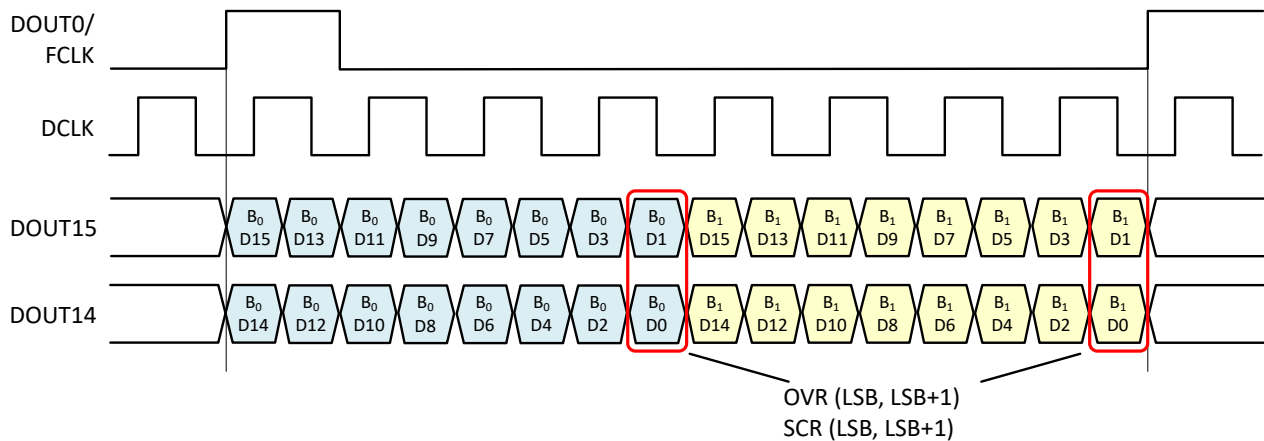 DOUT0/
FCLK
DCLK
DOUT15
B0 B0 B0 B0 B0 B0 B0 B0 B1 B1 B1 B1 B1 B1 B1 B1
D15 D13 D11 D9 D7 D5 D3 D1 D15 D13 D11 D9 D7 D5 D3 D1
DOUT14
B0 B0 B0 B0 B0 B0 B0 B0 B1 B1 B1 B1 B1 B1 B1 B1
D14 D12 D10 D8 D6 D4 D2 D0 D14 D12 D10 D8 D6 D4 D2 D0
OVR (LSB, LSB+1)
SCR (LSB, LSB+1)